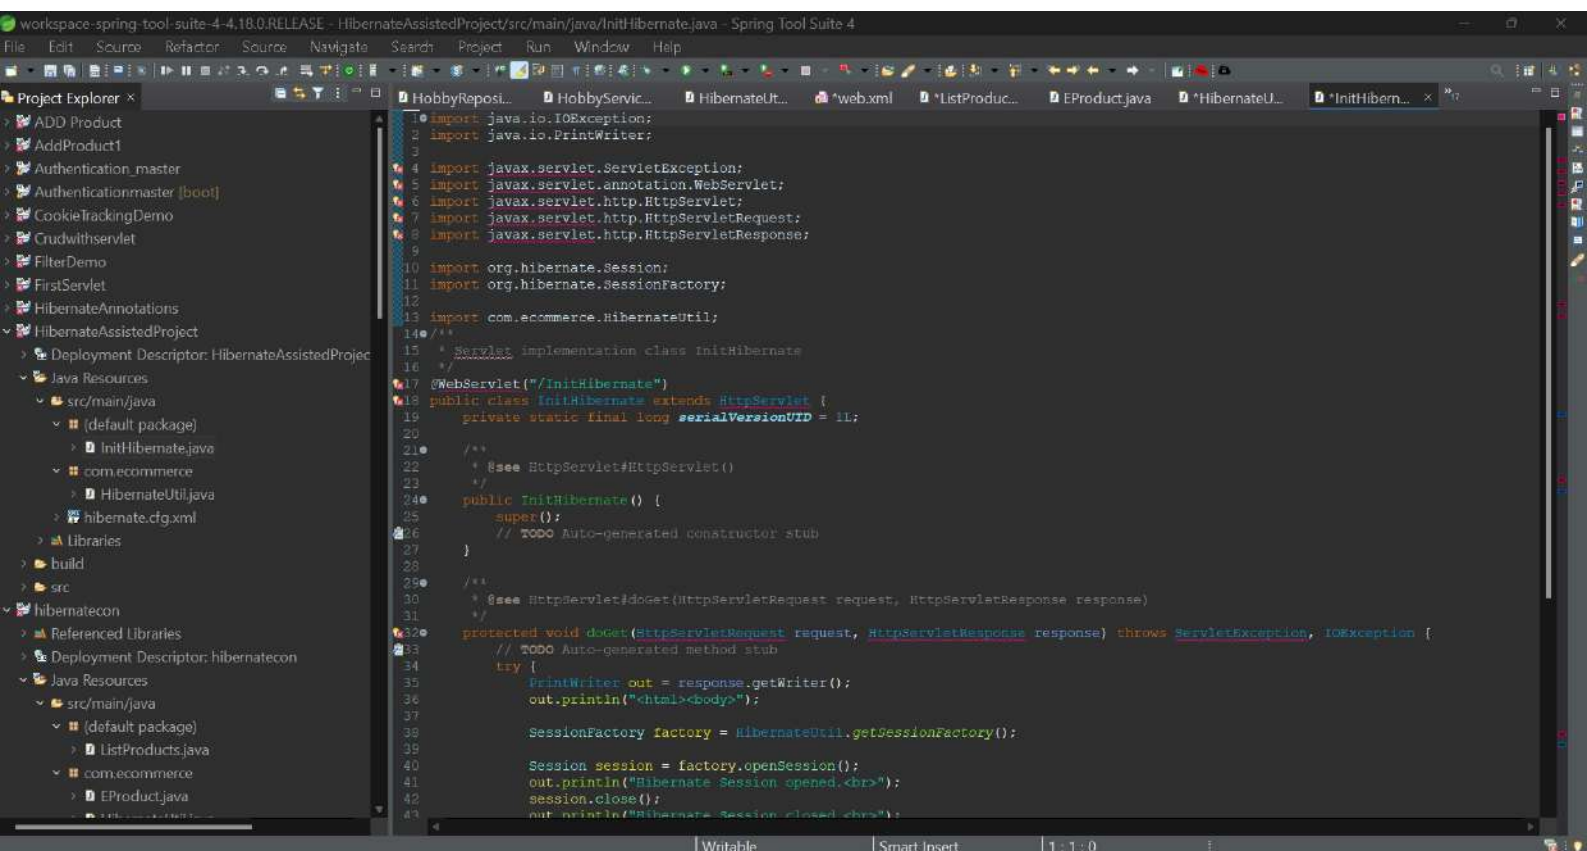 workspace-spring-tool-suite-4-4.18.0.RELEASE - HibernateAssistedProject/src/main/java/InitHibernate.java - Spring Tool Suite 4
File Edit Source Refactor Source Navigate Search Project Run Window Help
Project Explorer ×
HobbyReposi... HobbyServic... HibernateUt... *web.xml *ListProduc... EProduct.java *HibernateU... *InitHibern... × »17
ADD Product
AddProduct1
Authentication_master
Authenticationmaster [boot]
CookieTrackingDemo
Crudwithservlet
FilterDemo
FirstServlet
HibernateAnnotations
HibernateAssistedProject
Deployment Descriptor: HibernateAssistedProjec
Java Resources
src/main/java
(default package)
InitHibernate.java
com.ecommerce
HibernateUtil.java
hibernate.cfg.xml
Libraries
build
src
hibernatecon
Referenced Libraries
Deployment Descriptor: hibernatecon
Java Resources
src/main/java
(default package)
ListProducts.java
com.ecommerce
EProduct.java
1 import java.io.IOException;
2 import java.io.PrintWriter;
3
4 import javax.servlet.ServletException;
5 import javax.servlet.annotation.WebServlet;
6 import javax.servlet.http.HttpServlet;
7 import javax.servlet.http.HttpServletRequest;
8 import javax.servlet.http.HttpServletResponse;
9
10 import org.hibernate.Session;
11 import org.hibernate.SessionFactory;
12
13 import com.ecommerce.HibernateUtil;
14 /**
15 * Servlet implementation class InitHibernate
16 */
17 @WebServlet("/InitHibernate")
18 public class InitHibernate extends HttpServlet {
19 private static final long serialVersionUID = 1L;
20
21 /**
22 * @see HttpServlet#HttpServlet()
23 */
24 public InitHibernate() {
25 super();
26 // TODO Auto-generated constructor stub
27 }
28
29 /**
30 * @see HttpServlet#doGet(HttpServletRequest request, HttpServletResponse response)
31 */
32 protected void doGet(HttpServletRequest request, HttpServletResponse response) throws ServletException, IOException {
33 // TODO Auto-generated method stub
34 try {
35 PrintWriter out = response.getWriter();
36 out.println("<html><body>");
37
38 SessionFactory factory = HibernateUtil.getSessionFactory();
39
40 Session session = factory.openSession();
41 out.println("Hibernate Session opened.<br>");
42 session.close();
43 out.println("Hibernate Session closed.<br>");
Writable Smart Insert 1 : 1 : 0